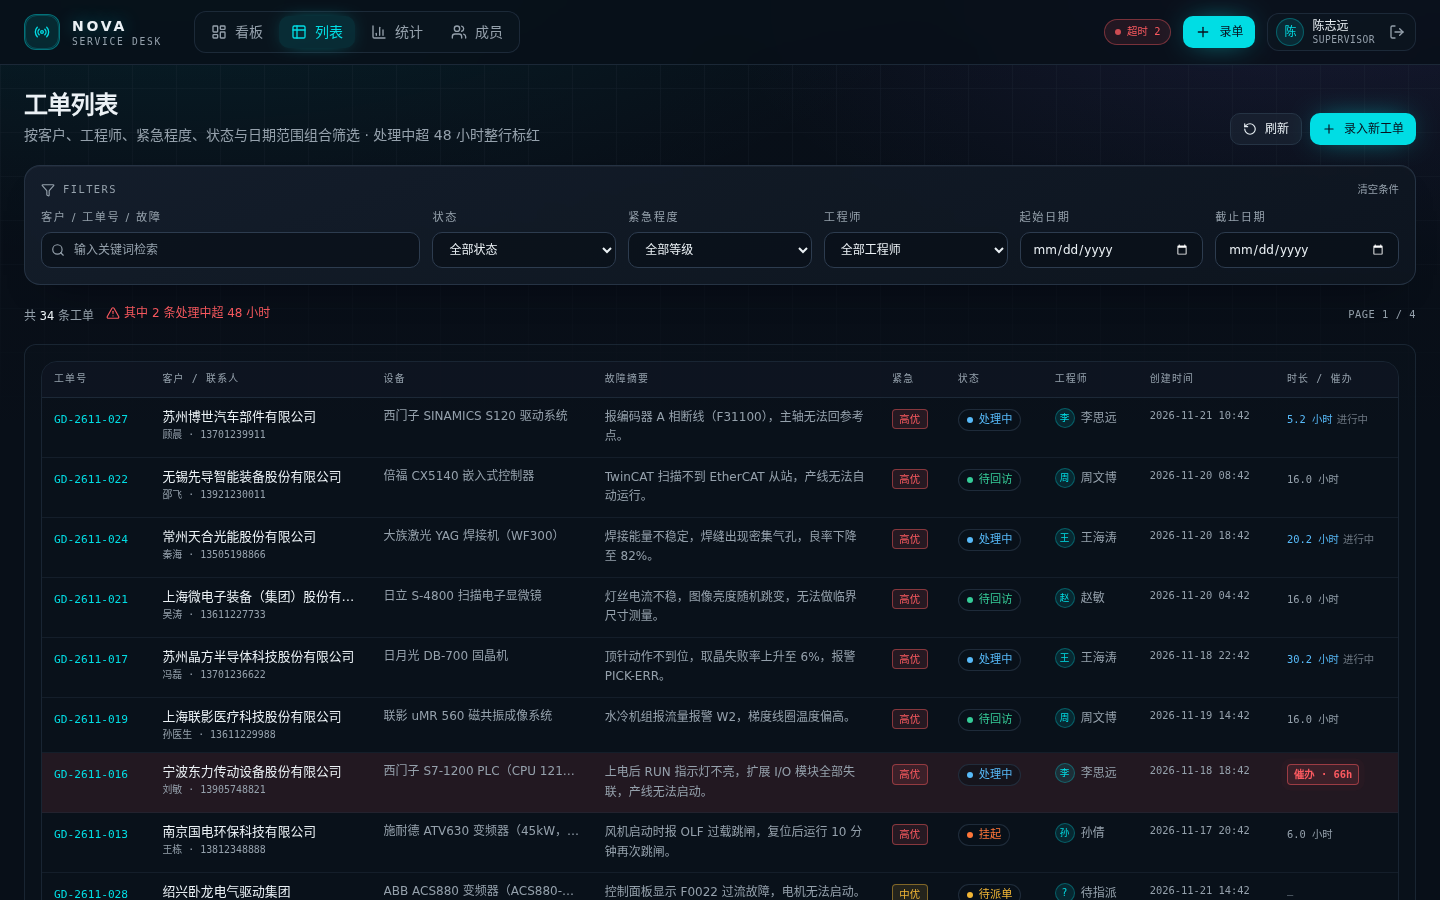 NOVA
SERVICE DESK
看板
列表
统计
成员
超时 2
录单
陈
陈志远
SUPERVISOR
工单列表
按客户、工程师、紧急程度、状态与日期范围组合筛选 · 处理中超 48 小时整行标红
刷新
录入新工单
FILTERS
清空条件
客户 / 工单号 / 故障
状态
紧急程度
工程师
起始日期
截止日期
输入关键词检索
全部状态
全部等级
全部工程师
mm/dd/yyyy
mm/dd/yyyy
共 34 条工单
其中 2 条处理中超 48 小时
PAGE 1 / 4
工单号 客户 / 联系人 设备 故障摘要 紧急 状态 工程师 创建时间 时长 / 催办
GD-2611-027 苏州博世汽车部件有限公司 西门子 SINAMICS S120 驱动系统 报编码器 A 相断线（F31100），主轴无法回参考 高优 处理中 李 李思远 2026-11-21 10:42 5.2 小时 进行中
顾晨 · 13701239911 点。
GD-2611-022 无锡先导智能装备股份有限公司 倍福 CX5140 嵌入式控制器 TwinCAT 扫描不到 EtherCAT 从站，产线无法自 高优 待回访 周 周文博 2026-11-20 08:42 16.0 小时
邵飞 · 13921230011 动运行。
GD-2611-024 常州天合光能股份有限公司 大族激光 YAG 焊接机（WF300） 焊接能量不稳定，焊缝出现密集气孔，良率下降 高优 处理中 王 王海涛 2026-11-20 18:42 20.2 小时 进行中
秦海 · 13505198866 至 82%。
GD-2611-021 上海微电子装备（集团）股份有… 日立 S-4800 扫描电子显微镜 灯丝电流不稳，图像亮度随机跳变，无法做临界 高优 待回访 赵 赵敏 2026-11-20 04:42 16.0 小时
吴涛 · 13611227733 尺寸测量。
GD-2611-017 苏州晶方半导体科技股份有限公司 日月光 DB-700 固晶机 顶针动作不到位，取晶失败率上升至 6%，报警 高优 处理中 王 王海涛 2026-11-18 22:42 30.2 小时 进行中
冯磊 · 13701236622 PICK-ERR。
GD-2611-019 上海联影医疗科技股份有限公司 联影 uMR 560 磁共振成像系统 水冷机组报流量报警 W2，梯度线圈温度偏高。 高优 待回访 周 周文博 2026-11-19 14:42 16.0 小时
孙医生 · 13611229988
GD-2611-016 宁波东力传动设备股份有限公司 西门子 S7-1200 PLC（CPU 121… 上电后 RUN 指示灯不亮，扩展 I/O 模块全部失 高优 处理中 李 李思远 2026-11-18 18:42 催办 · 66h
刘敏 · 13905748821 联，产线无法启动。
GD-2611-013 南京国电环保科技有限公司 施耐德 ATV630 变频器（45kW，… 风机启动时报 OLF 过载跳闸，复位后运行 10 分 高优 挂起 孙 孙倩 2026-11-17 20:42 6.0 小时
王栋 · 13812348888 钟再次跳闸。
GD-2611-028 绍兴卧龙电气驱动集团 ABB ACS880 变频器（ACS880-… 控制面板显示 F0022 过流故障，电机无法启动。 中优 待派单 ? 待指派 2026-11-21 14:42 —